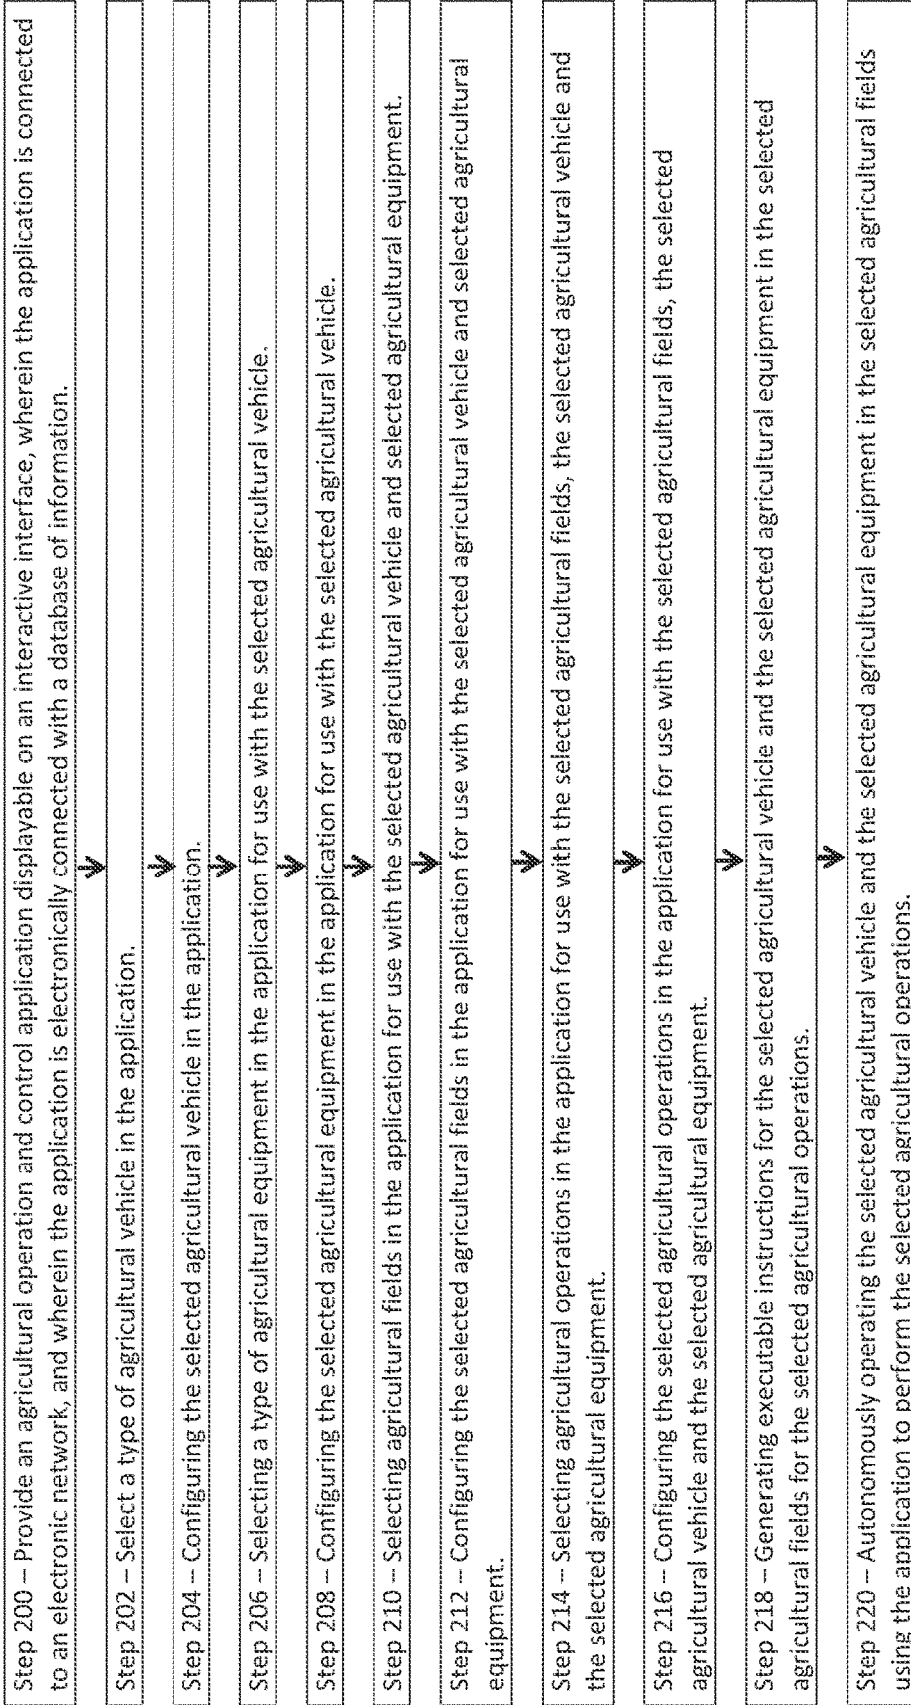 Step 200 – Provide an agricultural operation and control application displayable on an interactive interface, wherein the application is connected
to an electronic network, and wherein the application is electronically connected with a database of information.
Step 202 – Select a type of agricultural vehicle in the application.
Step 204 – Configuring the selected agricultural vehicle in the application.
Step 206 – Selecting a type of agricultural equipment in the application for use with the selected agricultural vehicle.
Step 208 – Configuring the selected agricultural equipment in the application for use with the selected agricultural vehicle.
Step 210 – Selecting agricultural fields in the application for use with the selected agricultural vehicle and selected agricultural equipment.
Step 212 – Configuring the selected agricultural fields in the application for use with the selected agricultural vehicle and selected agricultural
equipment.
Step 214 – Selecting agricultural operations in the application for use with the selected agricultural fields, the selected agricultural vehicle and
the selected agricultural equipment.
Step 216 – Configuring the selected agricultural operations in the application for use with the selected agricultural fields, the selected
agricultural vehicle and the selected agricultural equipment.
Step 218 – Generating executable instructions for the selected agricultural vehicle and the selected agricultural equipment in the selected
agricultural fields for the selected agricultural operations.
Step 220 – Autonomously operating the selected agricultural vehicle and the selected agricultural equipment in the selected agricultural fields
using the application to perform the selected agricultural operations.